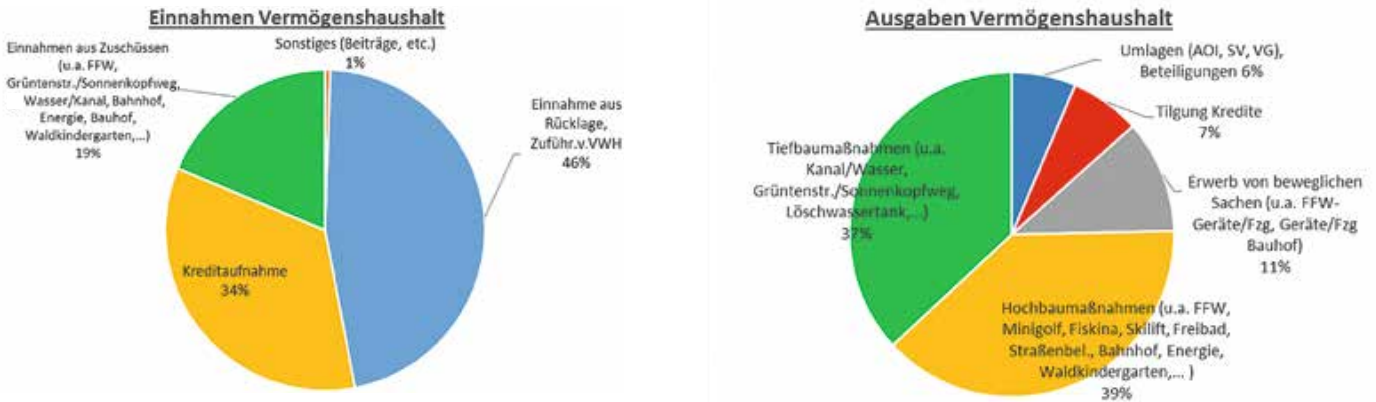 Einnahmen Vermögenshaushalt
Einnahmen aus Zuschüssen
(u.a. FFW,
Grüntenstr./Sonnenkopfweg,
Wasser/Kanal, Bahnhof,
Energie, Bauhof,
Waldkindergarten,...)
19%
Sonstiges (Beiträge, etc.)
1%
Einnahme aus
Rücklage,
Zuführ.v.VWH
46%
Kreditaufnahme
34%
Ausgaben Vermögenshaushalt
Umlagen (AOI, SV, VG),
Beteiligungen 6%
Tilgung Kredite
7%
Erwerb von beweglichen
Sachen (u.a. FFW-
Geräte/Fzg, Geräte/Fzg
Bauhof)
11%
Tiefbaumaßnahmen (u.a.
Kanal/Wasser,
Grüntenstr./Sonnenkopfweg,
Löschwassertank,...)
37%
Hochbaumaßnahmen (u.a. FFW,
Minigolf, Fiskina, Skilift, Freibad,
Straßenbel., Bahnhof, Energie,
Waldkindergarten,... )
39%